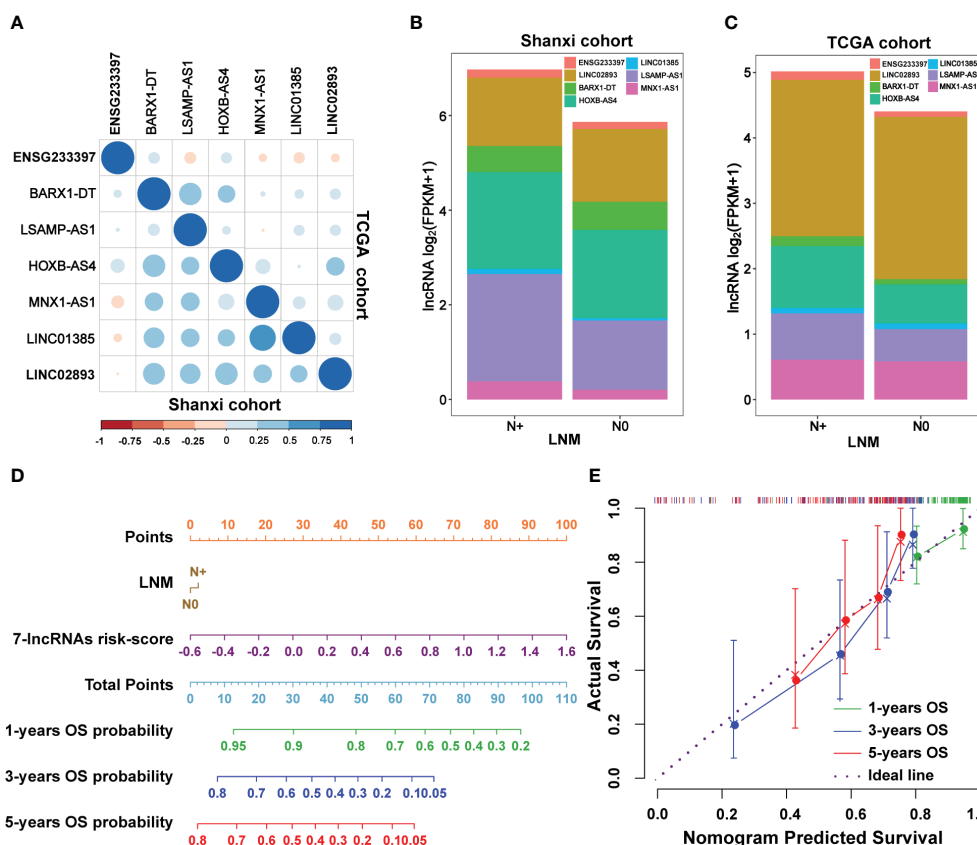 A
ENSG233397
BARX1-DT
LSAMP-AS1
HOXB-AS4
MNX1-AS1
LINC01385
LINC02893
ENSG233397
BARX1-DT
LSAMP-AS1
HOXB-AS4
MNX1-AS1
LINC01385
LINC02893
TCGA cohort
Shanxi cohort
-1 -0.75 -0.5 -0.25 0 0.25 0.5 0.75 1
B
Shanxi cohort
ENSG233397 LINC01385
LINC02893 LSAMP-AS1
BARX1-DT MNX1-AS1
HOXB-AS4
lncRNA log2(FPKM+1)
6
4
2
0
N+ N0
LNM
C
TCGA cohort
ENSG233397 LINC01385
LINC02893 LSAMP-AS
BARX1-DT MNX1-AS1
HOXB-AS4
lncRNA log2(FPKM+1)
5
4
3
2
1
0
N+ N0
LNM
D
Points
0 10 20 30 40 50 60 70 80 90 100
LNM
N+
N0
7-lncRNAs risk-score
-0.6 -0.4 -0.2 0.0 0.2 0.4 0.6 0.8 1.0 1.2 1.4 1.6
Total Points
0 10 20 30 40 50 60 70 80 90 100 110
1-years OS probability
0.95 0.9 0.8 0.7 0.6 0.5 0.4 0.3 0.2
3-years OS probability
0.8 0.7 0.6 0.5 0.4 0.3 0.2 0.10.05
5-years OS probability
0.8 0.7 0.6 0.5 0.4 0.3 0.2 0.10.05
E
Actual Survival
1.0
0.8
0.6
0.4
0.2
0.0
1-years OS
3-years OS
5-years OS
Ideal line
0.0 0.2 0.4 0.6 0.8 1.
Nomogram Predicted Survival